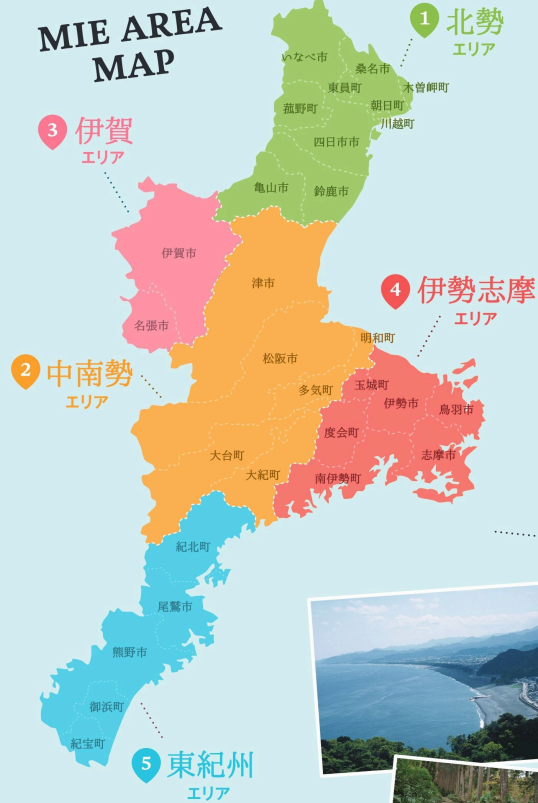 MIE AREA
MAP
1 北勢
エリア
いなべ市
桑名市
東員町
木曽岬町
菰野町
朝日町
川越町
四日市市
亀山市
鈴鹿市
3 伊賀
エリア
伊賀市
名張市
津市
4 伊勢志摩
エリア
明和町
松阪市
2 中南勢
エリア
多気町
玉城町
伊勢市
鳥羽市
度会町
大台町
志摩市
大紀町
南伊勢町
紀北町
尾鷲市
熊野市
御浜町
紀宝町
5 東紀州
エリア